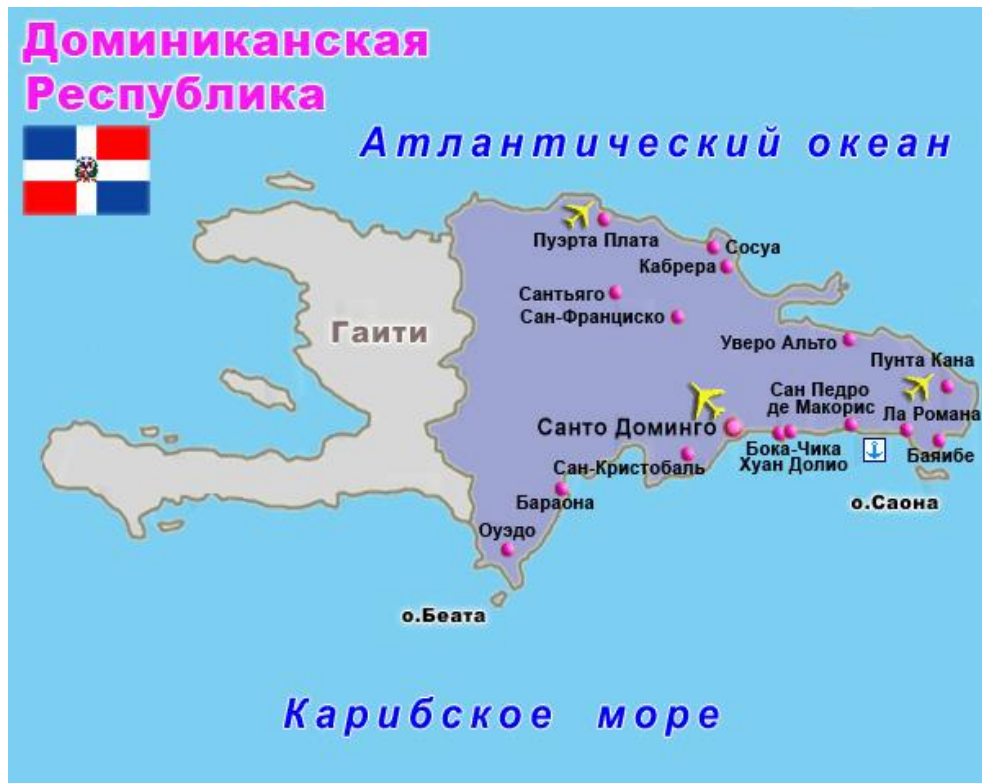 Доминиканская
Республика
Атлантический океан
Пуэрта Плата
Сосуа
Кабрера
Сантьяго
Сан-Франциско
Гаити
Уверо Альто
Пунта Кана
Сан Педро
де Макорис
Ла Романа
Санто Доминго
Бока-Чика
Хуан Долио
Баяибе
Сан-Кристобаль
Бараона
о.Саона
Оуэдо
о.Беата
Карибское море